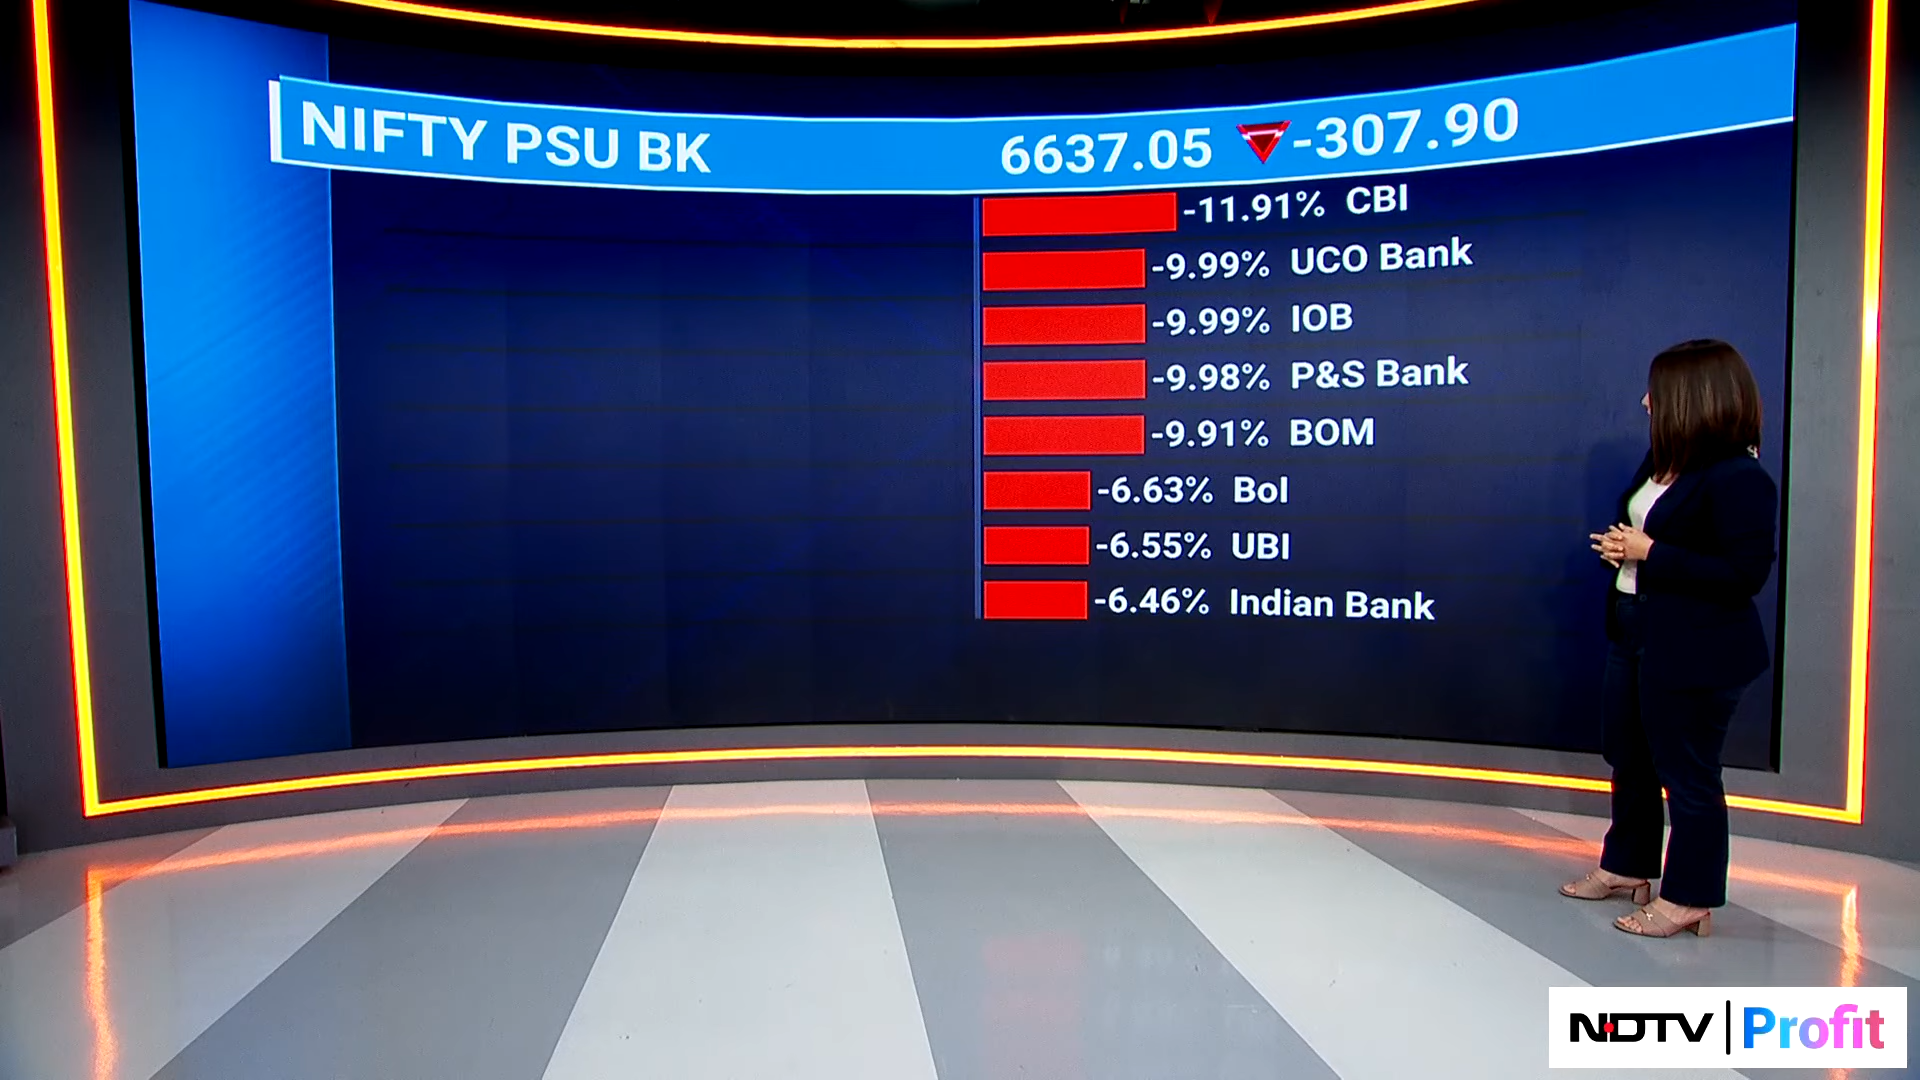 NIFTY PSU BK 6637.05 -307.90
-11.91% CBI
-9.99% UCO Bank
-9.99% IOB
-9.98% P&S Bank
-9.91% BOM
-6.63% BoI
-6.55% UBI
-6.46% Indian Bank
NDTV Profit